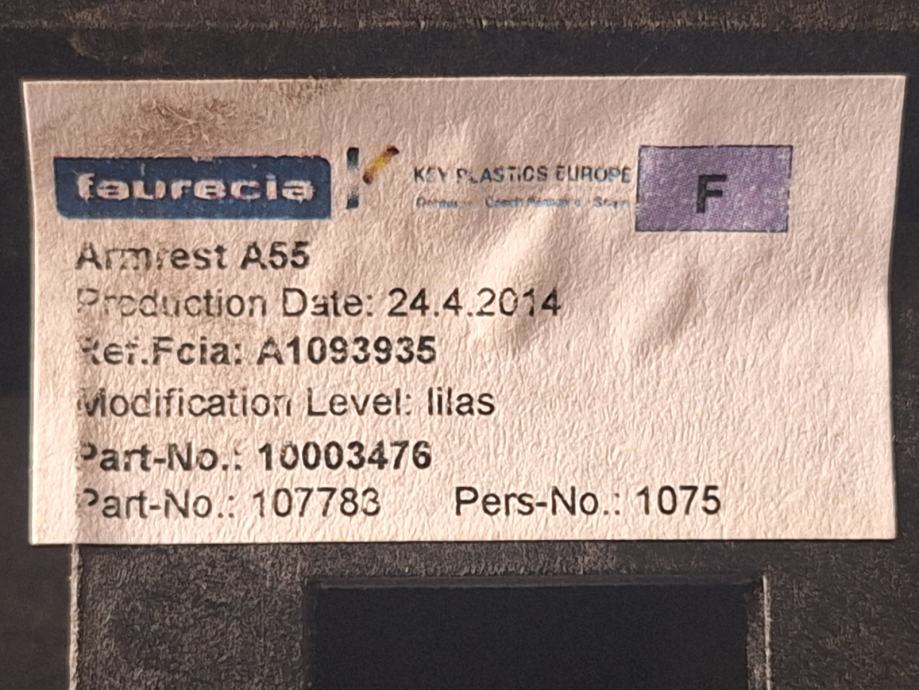 faurecia KEY PLASTICS EUROPE F
Armrest A55
Production Date: 24.4.2014
Ref.Fcia: A1093935
Modification Level: lilas
Part-No.: 10003476
Part-No.: 107783 Pers-No.: 1075